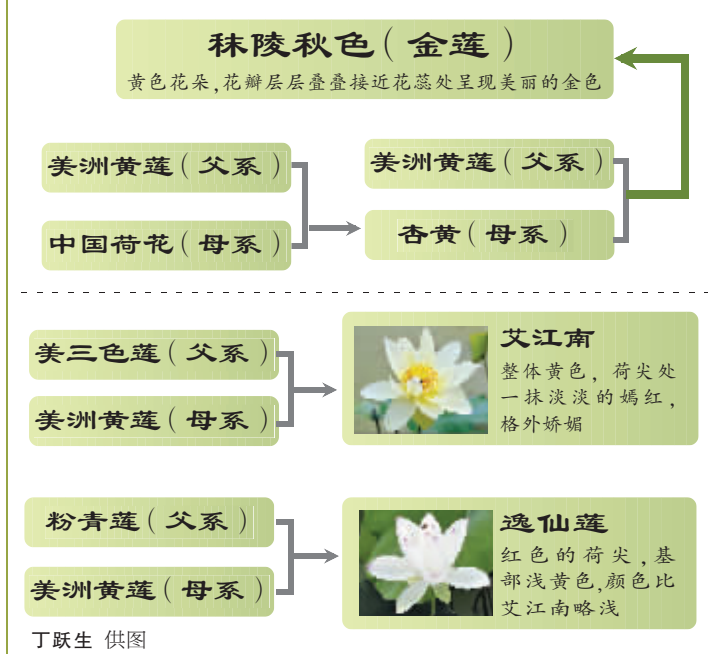 秣陵秋色（金莲）
黄色花朵,花瓣层层叠叠接近花蕊处呈现美丽的金色
美洲黄莲（父系）
中国荷花（母系）
美洲黄莲（父系）
杏黄（母系）
美三色莲（父系）
美洲黄莲（母系）
艾江南
整体黄色，荷尖处
一抹淡淡的嫣红，
格外娇媚
粉青莲（父系）
美洲黄莲（母系）
逸仙莲
红色的荷尖,基
部浅黄色,颜色比
艾江南略浅
丁跃生 供图